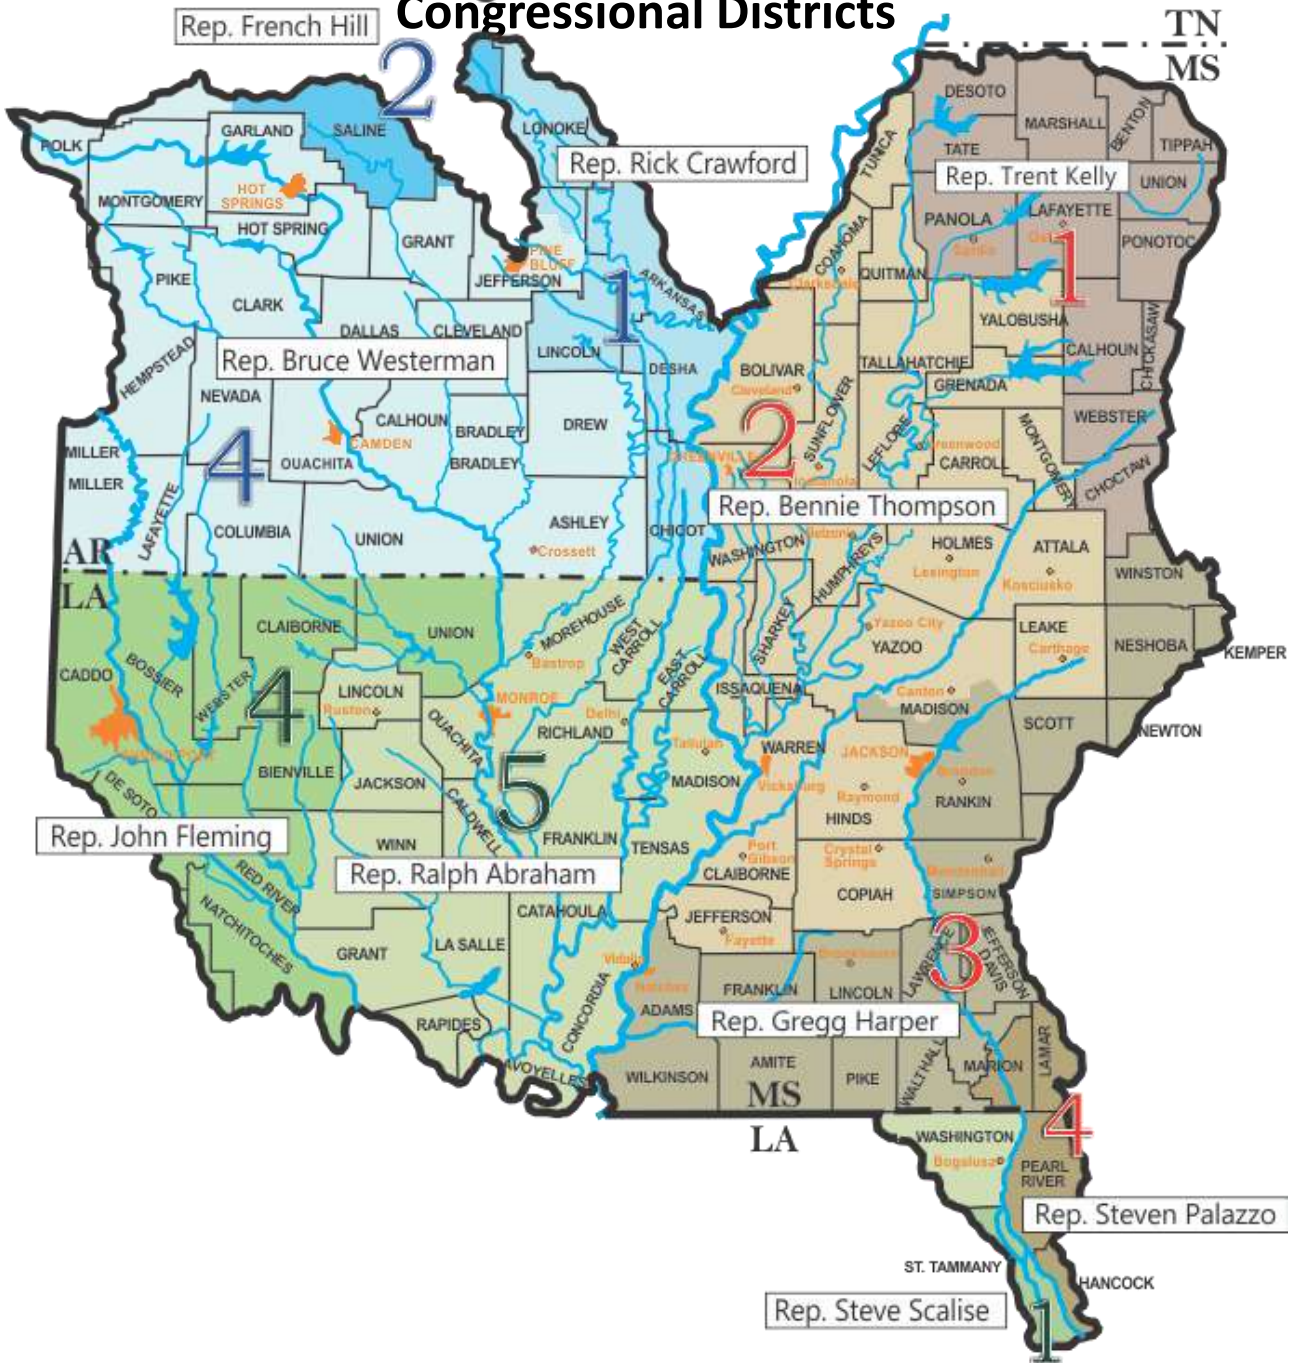 Congressional Districts
Rep. French Hill
2
TN
MS
DESOTO
MARSHALL
BENTON
TIPPAH
POLK
GARLAND
SALINE
LONOKE
TUNICA
TATE
Rep. Rick Crawford
Rep. Trent Kelly
UNION
HOT
SPRINGS
MONTGOMERY
HOT SPRING
GRANT
PINE
BLUFF
JEFFERSON
ARKANSAS
COAHOMA
Clarksdale
PANOLA
Sardis
LAFAYETTE
PONOTOC
QUITMAN
1
PIKE
CLARK
DALLAS
CLEVELAND
1
LINCOLN
YALOBUSHA
CHICKASAW
CALHOUN
Rep. Bruce Westerman
HEMPSTEAD
DESHA
BOLIVAR
Cleveland
TALLAHATCHIE
GRENADA
NEVADA
CALHOUN
BRADLEY
DREW
2
SUNFLOWER
LEFLORE
MONTGOMERY
WEBSTER
CAMDEN
MILLER
4
OUACHITA
BRADLEY
GREENVILLE
Indianola
Greenwood
CARROLL
CHOCTAW
MILLER
LAFAYETTE
Rep. Bennie Thompson
COLUMBIA
UNION
ASHLEY
Crossett
CHICOT
WASHINGTON
Belzoni
HUMPHREYS
HOLMES
Lexington
ATTALA
Kosciusko
WINSTON
AR
LA
CLAIBORNE
UNION
MOREHOUSE
Bastrop
WEST
CARROLL
EAST
CARROLL
SHARKEY
Yazoo City
YAZOO
LEAKE
Carthage
NESHOBA
KEMPER
CADDO
BOSSIER
WEBSTER
4
LINCOLN
Ruston
OUACHITA
MONROE
Delhi
RICHLAND
ISSAQUENA
Canton
MADISON
SCOTT
NEWTON
SHREVEPORT
BIENVILLE
JACKSON
CALDWELL
5
Tallulah
MADISON
WARREN
Vicksburg
JACKSON
Raymond
HINDS
Brandon
RANKIN
DE SOTO
Rep. John Fleming
WINN
FRANKLIN
TENSAS
Port
Gibson
CLAIBORNE
Crystal
Springs
COPIAH
Mendenhall
SIMPSON
RED RIVER
Rep. Ralph Abraham
NATCHITOCHES
CATAHOULA
JEFFERSON
Fayette
GRANT
LA SALLE
Vidalia
Natchez
ADAMS
CONCORDIA
FRANKLIN
Brookhaven
LINCOLN
LAWRENCE
3
JEFFERSON
DAVIS
Rep. Gregg Harper
RAPIDES
AVOYELLES
WILKINSON
AMITE
PIKE
WALTHALL
MARION
LAMAR
MS
LA
4
WASHINGTON
Bogalusa
PEARL
RIVER
Rep. Steven Palazzo
ST. TAMMANY
HANCOCK
Rep. Steve Scalise
1